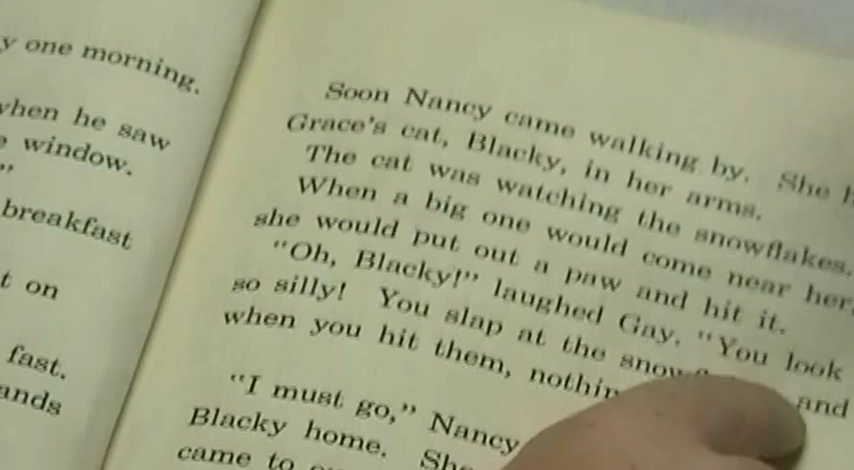 y one morning.
when he saw
window.
"
breakfast
t on
fast.
ands
Soon Nancy came walking by. She
Grace's cat, Blacky, in her arms.
The cat was watching the snowflakes.
When a big one would come near her,
she would put out a paw and hit it.
"Oh, Blacky!" laughed Gay. "You look
so silly! You slap at the and
when you hit them,
"I must go," Nancy
Blacky home.
came to